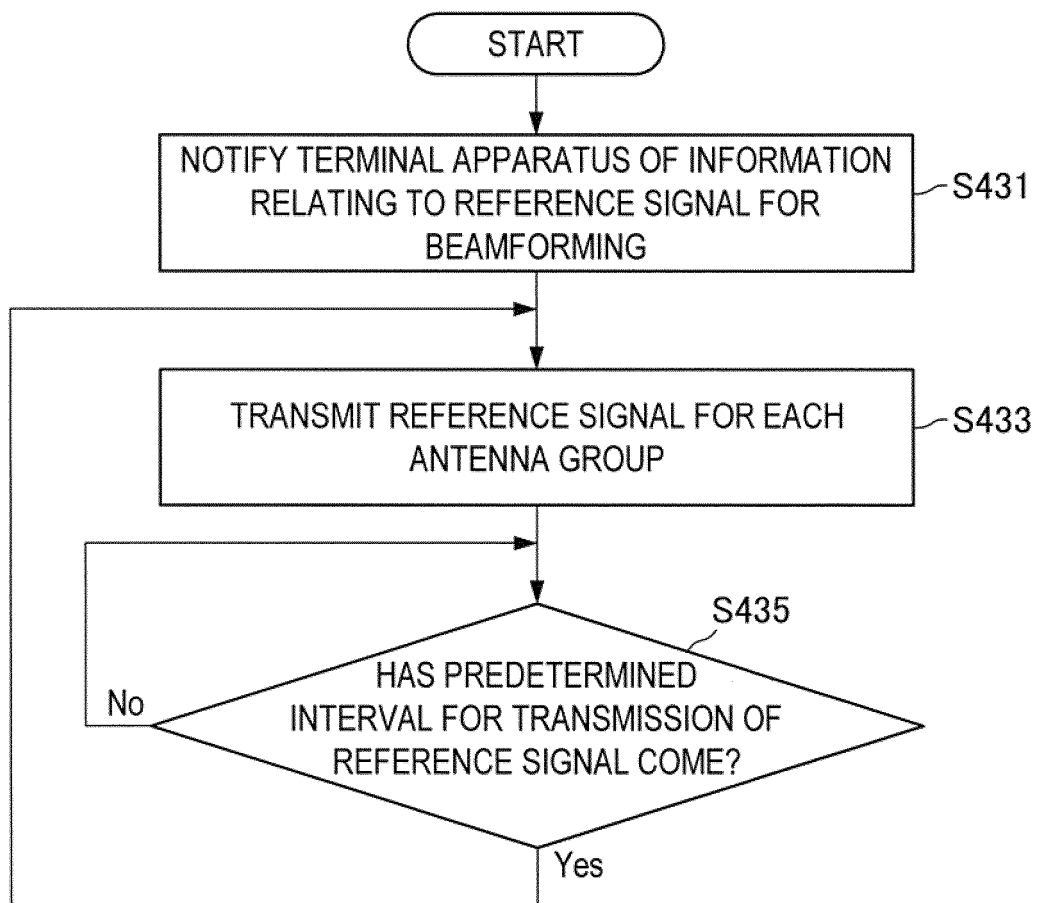 START
NOTIFY TERMINAL APPARATUS OF INFORMATION
RELATING TO REFERENCE SIGNAL FOR
BEAMFORMING
S431
TRANSMIT REFERENCE SIGNAL FOR EACH
ANTENNA GROUP
S433
S435
HAS PREDETERMINED
INTERVAL FOR TRANSMISSION OF
REFERENCE SIGNAL COME?
No
Yes